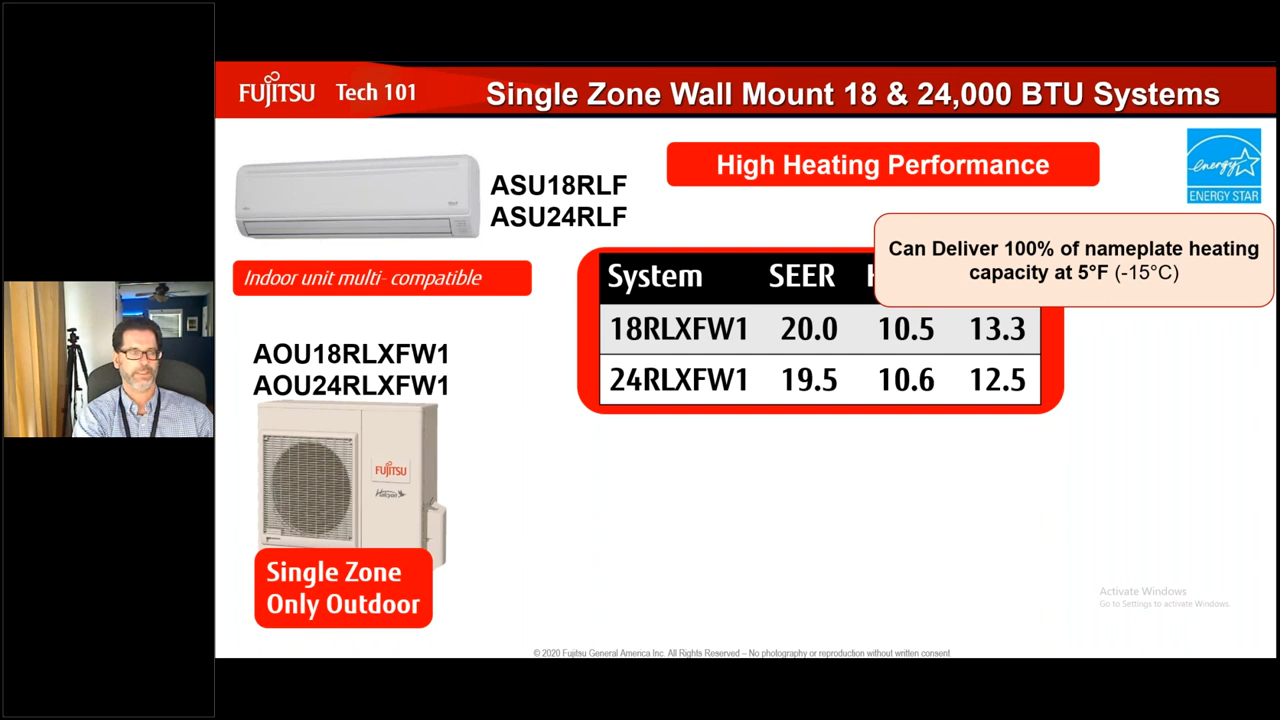 FUJITSU Tech 101
Single Zone Wall Mount 18 & 24,000 BTU Systems
High Heating Performance
energy
ENERGY STAR
ASU18RLF
ASU24RLF
Can Deliver 100% of nameplate heating
capacity at 5°F (-15°C)
Indoor unit multi- compatible
System SEER
18RLXFW1 20.0 10.5 13.3
24RLXFW1 19.5 10.6 12.5
AOU18RLXFW1
AOU24RLXFW1
FUJITSU
Halcyon
Single Zone
Only Outdoor
Activate Windows
Go to Settings to activate Windows.
© 2020 Fujitsu General America Inc. All Rights Reserved – No photography or reproduction without written consent